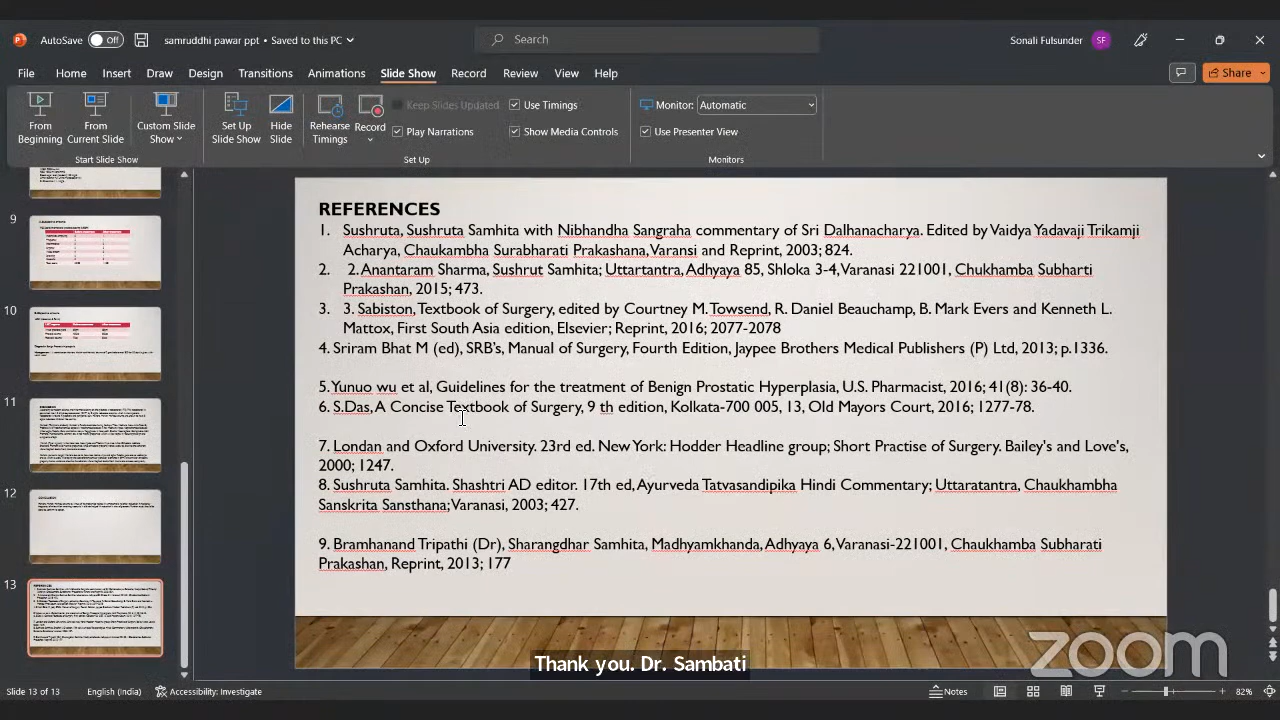 AutoSave Off samruddhi pawar ppt • Saved to this PC Search Sonali Fulsunder SF
File Home Insert Draw Design Transitions Animations Slide Show Record Review View Help Share
From Beginning
From Current Slide
Custom Slide Show
Set Up Slide Show
Hide Slide
Rehearse Timings
Record
Keep Slides Updated
Play Narrations
Use Timings
Show Media Controls
Monitor: Automatic
Use Presenter View
Start Slide Show Set Up Monitors
9
10
11
12
13
REFERENCES
1. Sushruta, Sushruta Samhita with Nibhandha Sangraha commentary of Sri Dalhanacharya. Edited by Vaidya Yadavaji Trikamji
Acharya, Chaukambha Surabharati Prakashana, Varansi and Reprint, 2003; 824.
2. 2. Anantaram Sharma, Sushrut Samhita; Uttartantra, Adhyaya 85, Shloka 3-4, Varanasi 221001, Chukhamba Subharti
Prakashan, 2015; 473.
3. 3. Sabiston, Textbook of Surgery, edited by Courtney M. Towsend, R. Daniel Beauchamp, B. Mark Evers and Kenneth L.
Mattox, First South Asia edition, Elsevier; Reprint, 2016; 2077-2078
4. Sriram Bhat M (ed), SRB's, Manual of Surgery, Fourth Edition, Jaypee Brothers Medical Publishers (P) Ltd, 2013; p.1336.
5. Yunuo wu et al, Guidelines for the treatment of Benign Prostatic Hyperplasia, U.S. Pharmacist, 2016; 41(8): 36-40.
6. S.Das, A Concise Textbook of Surgery, 9 th edition, Kolkata-700 005, 13, Old Mayors Court, 2016; 1277-78.
7. Londan and Oxford University. 23rd ed. New York: Hodder Headline group; Short Practise of Surgery. Bailey's and Love's,
2000; 1247.
8. Sushruta Samhita. Shashtri AD editor. 17th ed, Ayurveda Tatvasandipika Hindi Commentary; Uttaratantra, Chaukhambha
Sanskrita Sansthana; Varanasi, 2003; 427.
9. Bramhanand Tripathi (Dr), Sharangdhar Samhita, Madhyamkhanda, Adhyaya 6, Varanasi-221001, Chaukhamba Subharati
Prakashan, Reprint, 2013; 177
zoom
Thank you. Dr. Sambati
Slide 13 of 13 English (India) Accessibility: Investigate Notes 82%